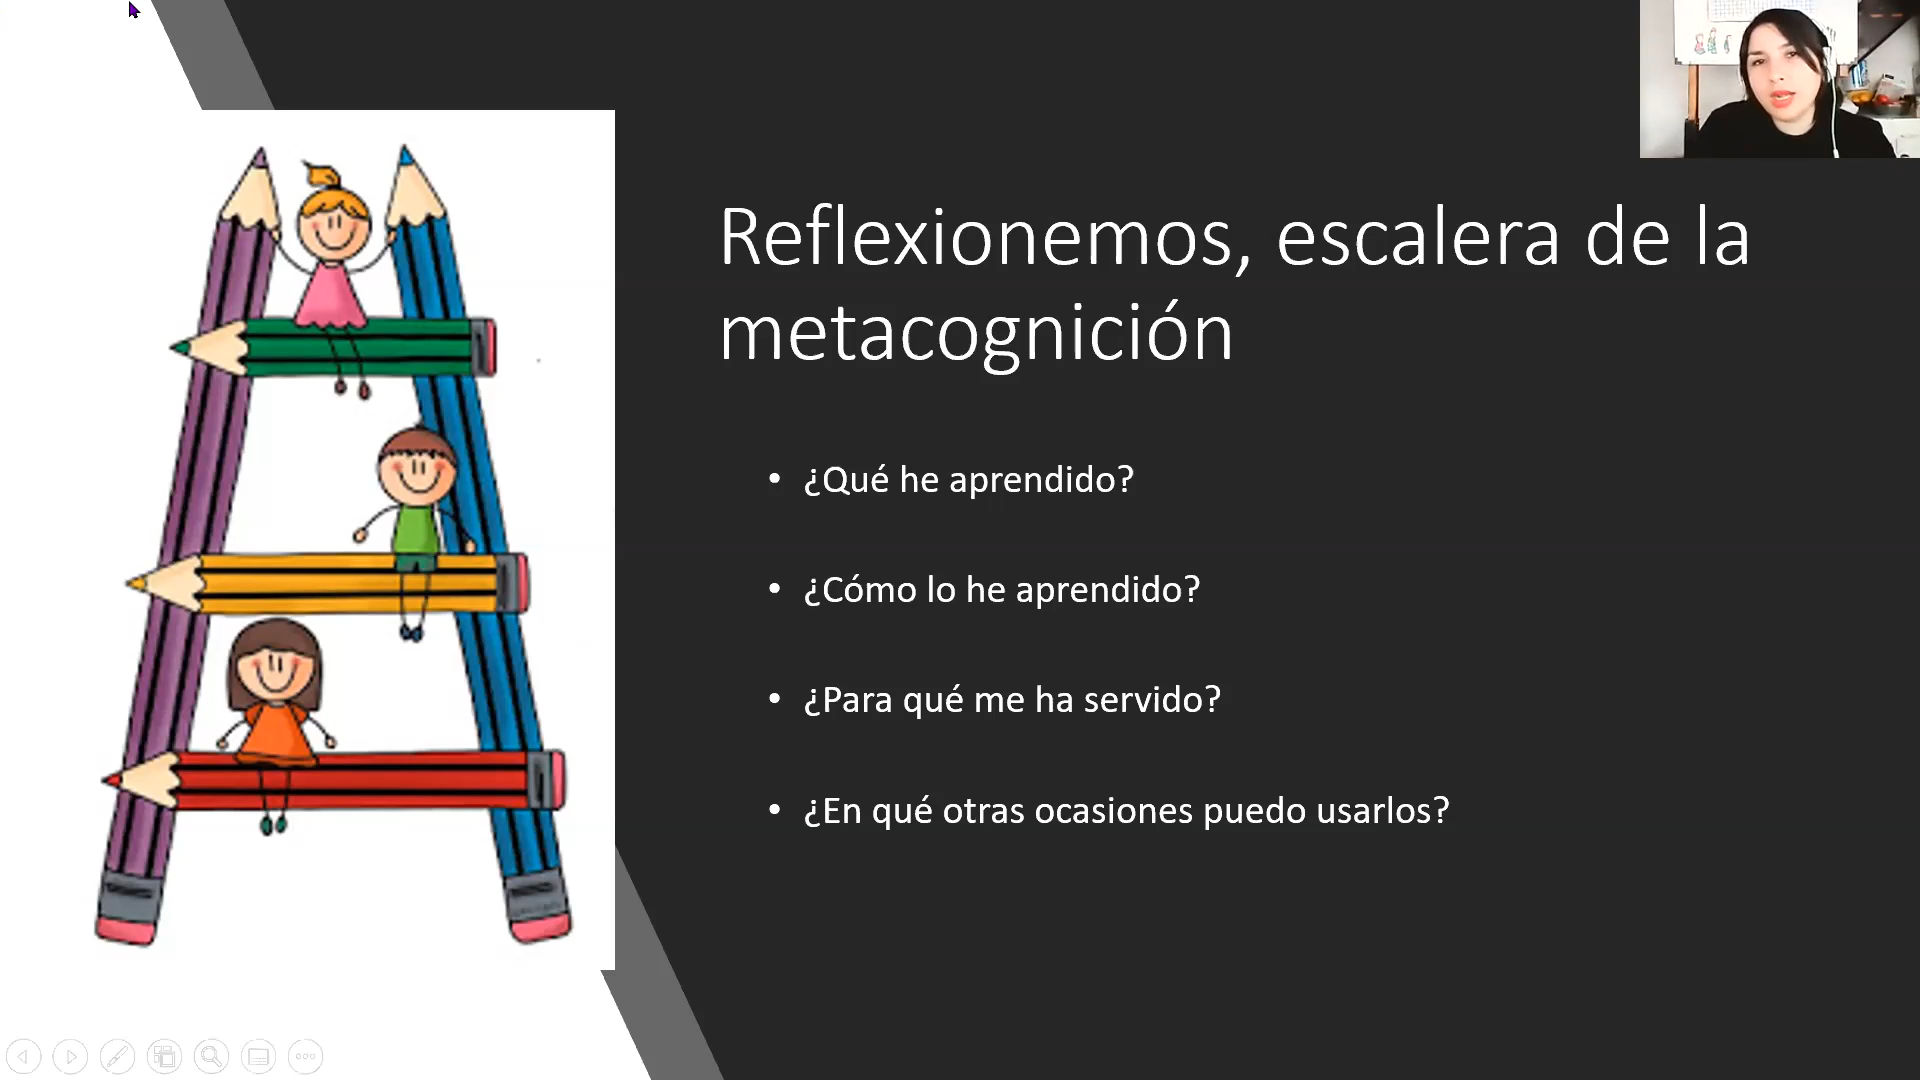 Reflexionemos, escalera de la
metacognición
• ¿Qué he aprendido?
• ¿Cómo lo he aprendido?
• ¿Para qué me ha servido?
• ¿En qué otras ocasiones puedo usarlos?